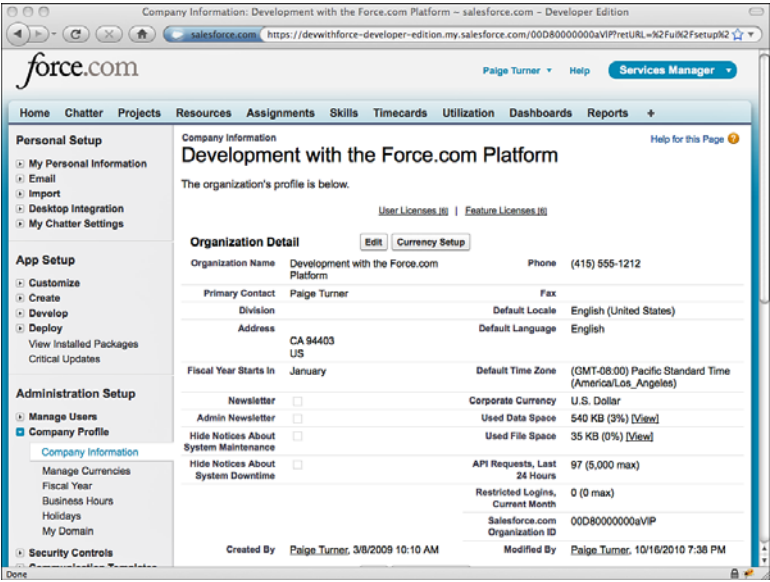 Company Information: Development with the Force.com Platform ~ salesforce.com - Developer Edition
salesforce.com https://devwithforce-developer-edition.my.salesforce.com/00D80000000aVIP?retURL=%2Fui%2Fsetup%2
force.com
Paige Turner Help Services Manager
Home Chatter Projects Resources Assignments Skills Timecards Utilization Dashboards Reports +
Personal Setup
My Personal Information
Email
Import
Desktop Integration
My Chatter Settings
App Setup
Customize
Create
Develop
Deploy
View Installed Packages
Critical Updates
Administration Setup
Manage Users
Company Profile
Company Information
Manage Currencies
Fiscal Year
Business Hours
Holidays
My Domain
Security Controls
Communication Templates
Company Information
Help for this Page ?
Development with the Force.com Platform
The organization's profile is below.
User Licenses [6] | Feature Licenses [6]
Organization Detail Edit Currency Setup
Organization Name Development with the Force.com Phone (415) 555-1212
Platform
Primary Contact Paige Turner Fax
Division Default Locale English (United States)
Address Default Language English
CA 94403
US
Fiscal Year Starts In January Default Time Zone (GMT-08:00) Pacific Standard Time
(America/Los_Angeles)
Newsletter Corporate Currency U.S. Dollar
Admin Newsletter Used Data Space 540 KB (3%) [View]
Hide Notices About Used File Space 35 KB (0%) [View]
System Maintenance
Hide Notices About API Requests, Last 97 (5,000 max)
System Downtime 24 Hours
Restricted Logins, 0 (0 max)
Current Month
Salesforce.com 00D80000000aVIP
Organization ID
Created By Paige Turner, 3/8/2009 10:10 AM Modified By Paige Turner, 10/16/2010 7:38 PM
Done